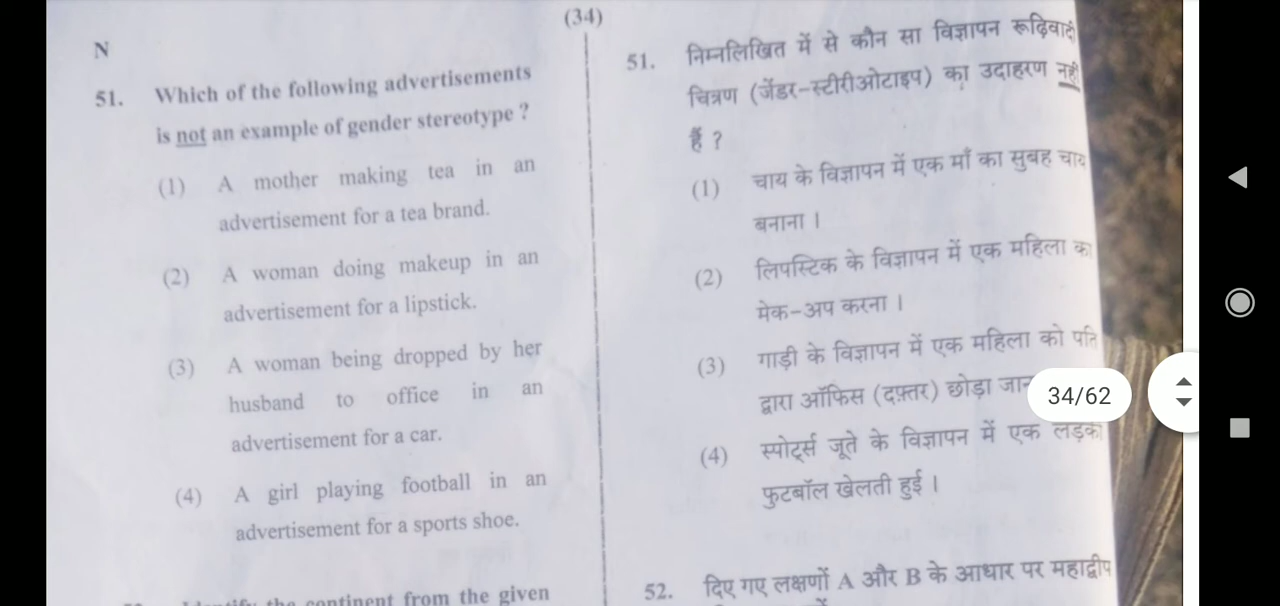 (34)
N
51. Which of the following advertisements
is not an example of gender stereotype ?
(1) A mother making tea in an
advertisement for a tea brand.
(2) A woman doing makeup in an
advertisement for a lipstick.
(3) A woman being dropped by her
husband to office in an
advertisement for a car.
(4) A girl playing football in an
advertisement for a sports shoe.
the continent from the given
51. निम्नलिखित में से कौन सा विज्ञापन रूढ़िवादी
चित्रण (जेंडर-स्टीरीओटाइप) का उदाहरण नहीं
है ?
(1) चाय के विज्ञापन में एक माँ का सुबह चाय
बनाना ।
(2) लिपस्टिक के विज्ञापन में एक महिला का
मेक-अप करना ।
(3) गाड़ी के विज्ञापन में एक महिला को पति
द्वारा ऑफिस (दफ़्तर) छोड़ा
(4) स्पोर्ट्स जूते के विज्ञापन में एक लड़की
फुटबॉल खेलती हुई ।
52. दिए गए लक्षणों A और B के आधार पर महाद्वीप
34/62